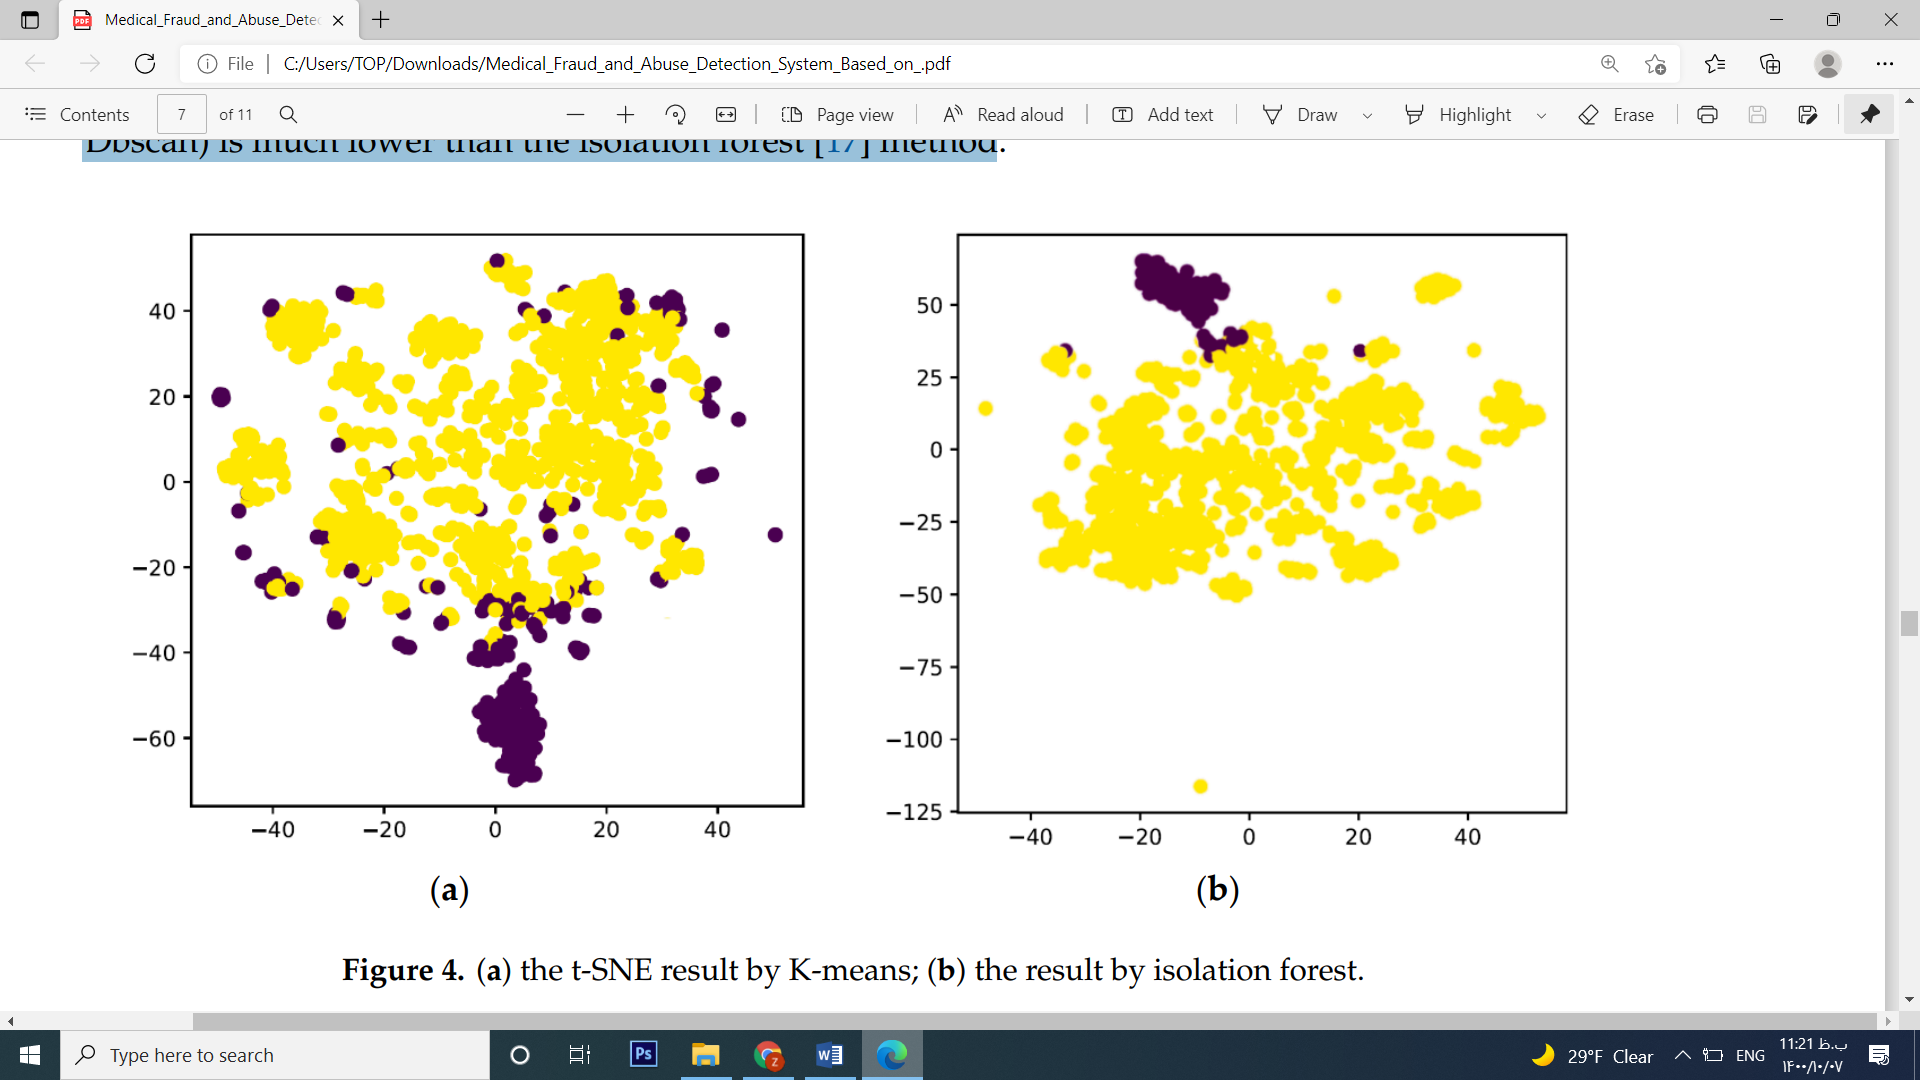 Medical_Fraud_and_Abuse_Detec
File
C:/Users/TOP/Downloads/Medical_Fraud_and_Abuse_Detection_System_Based_on_.pdf
Contents
7
of 11
Page view
Read aloud
Add text
Draw
Highlight
Erase
Dbscan) is much lower than the isolation forest [17] method.
40
20
0
−20
−40
−60
−40 −20 0 20 40
(a)
50
25
0
−25
−50
−75
−100
−125
−40 −20 0 20 40
(b)
Figure 4. (a) the t-SNE result by K-means; (b) the result by isolation forest.
Type here to search
Ps
Z
W
29°F Clear
ENG
11:21 ب.ظ
۱۴۰۰/۱۰/۰۷